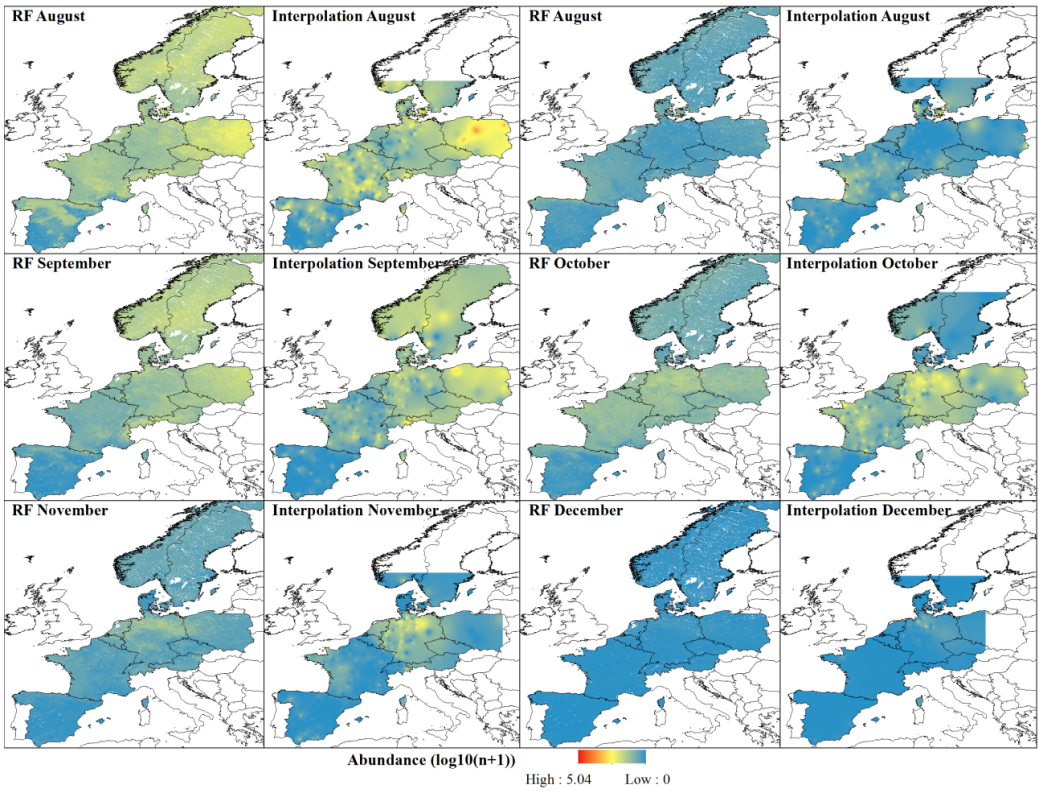 RF August
Interpolation August
RF August
Interpolation August
RF September
Interpolation September
RF October
Interpolation October
RF November
Interpolation November
RF December
Interpolation December
Abundance (log10(n+1))
High : 5.04 Low : 0